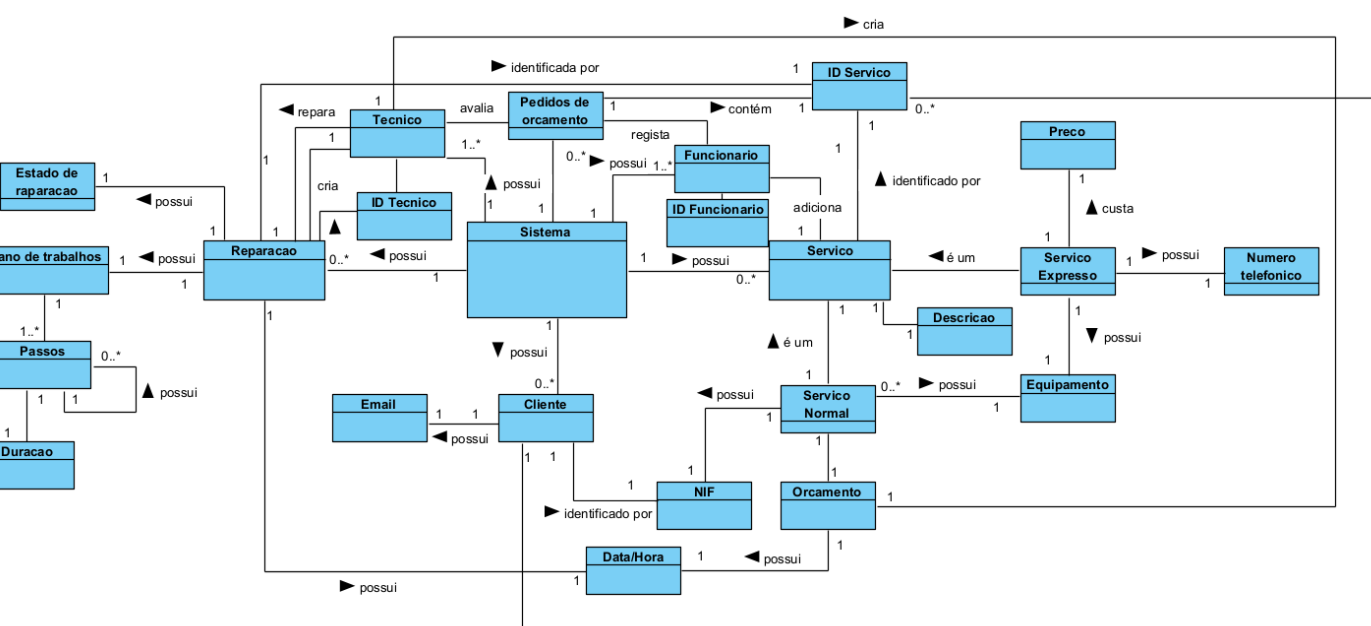 cria
identificada por
1
ID Servico
repara
1
avalia
Pedidos de
orcamento
1
contém
1
0..*
Tecnico
regista
1
Preco
1
1..*
0..*
possui
1..*
Funcionario
1
1
identificado por
1
Estado de
raparacao
1
possui
cria
possui
ID Tecnico
1
1
1
ID Funcionario
adiciona
custa
possui
1
1
Reparacao
0..*
possui
1
Sistema
1
possui
0..*
1
Servico
é um
1
Servico
Expresso
1
possui
1
Numero
telefonico
ano de trabalhos
1
possui
1
1
1
1
1
Descricao
1
possui
1
1
1..*
Passos
0..*
possui
1
1
1
possui
0..*
é um
1
Servico
Normal
0..*
possui
1
Equipamento
possui
1
Email
1
1
possui
Cliente
1
Duracao
1
1
1
1
identificado por
1
NIF
1
Orcamento
1
1
Data/Hora
1
possui
1
possui